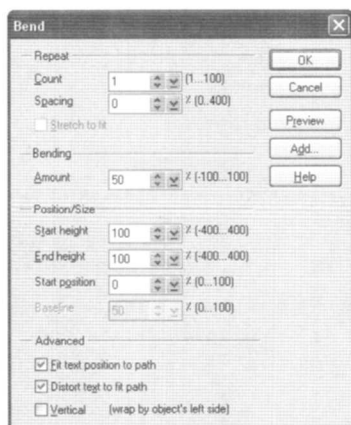 Bend
Repeat
Count 1 (1...100)
Spacing 0 % (0..400)
Stretch to fit
Bending
Amount 50 % (-100...100)
Position/Size
Start height 100 % (-400...400)
End height 100 % (-400...400)
Start position 0 % (0...100)
Baseline 50 % (0...100)
Advanced
Fit text position to path
Distort text to fit path
Vertical (wrap by object's left side)
OK
Cancel
Preview
Add...
Help